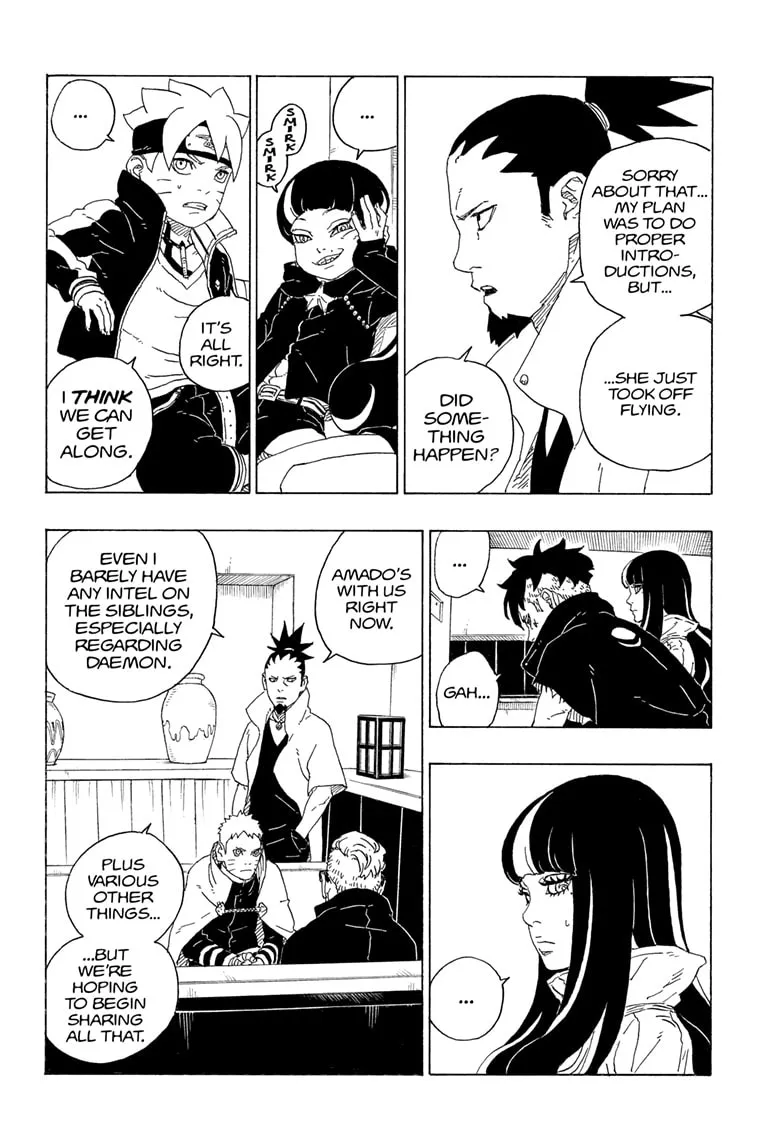 SORRY
ABOUT THAT...
MY PLAN
WAS TO DO
PROPER
INTRO-
DUCTIONS,
BUT...
...SHE JUST
TOOK OFF
FLYING.
DID
SOME-
THING
HAPPEN?
...
SMIRK
SMIRK
...
IT'S
ALL
RIGHT.
I THINK
WE CAN
GET
ALONG.
...
GAH...
...
AMADO'S
WITH US
RIGHT
NOW.
EVEN I
BARELY HAVE
ANY INTEL ON
THE SIBLINGS,
ESPECIALLY
REGARDING
DAEMON.
PLUS
VARIOUS
OTHER
THINGS...
...BUT
WE'RE
HOPING
TO BEGIN
SHARING
ALL THAT.